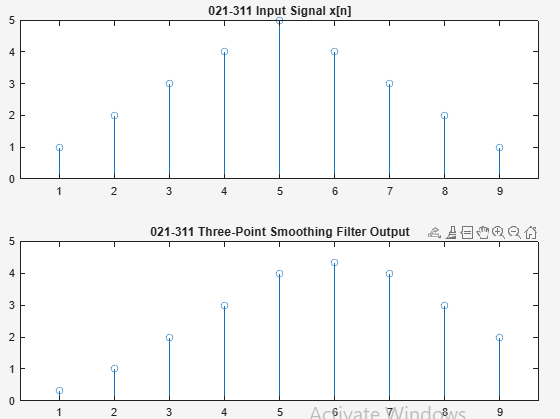 021-311 Input Signal x[n]
5
4
3
2
1
0
1 2 3 4 5 6 7 8 9
021-311 Three-Point Smoothing Filter Output
5
4
3
2
1
0
1 2 3 4 5 6 7 8 9
Activate Windows